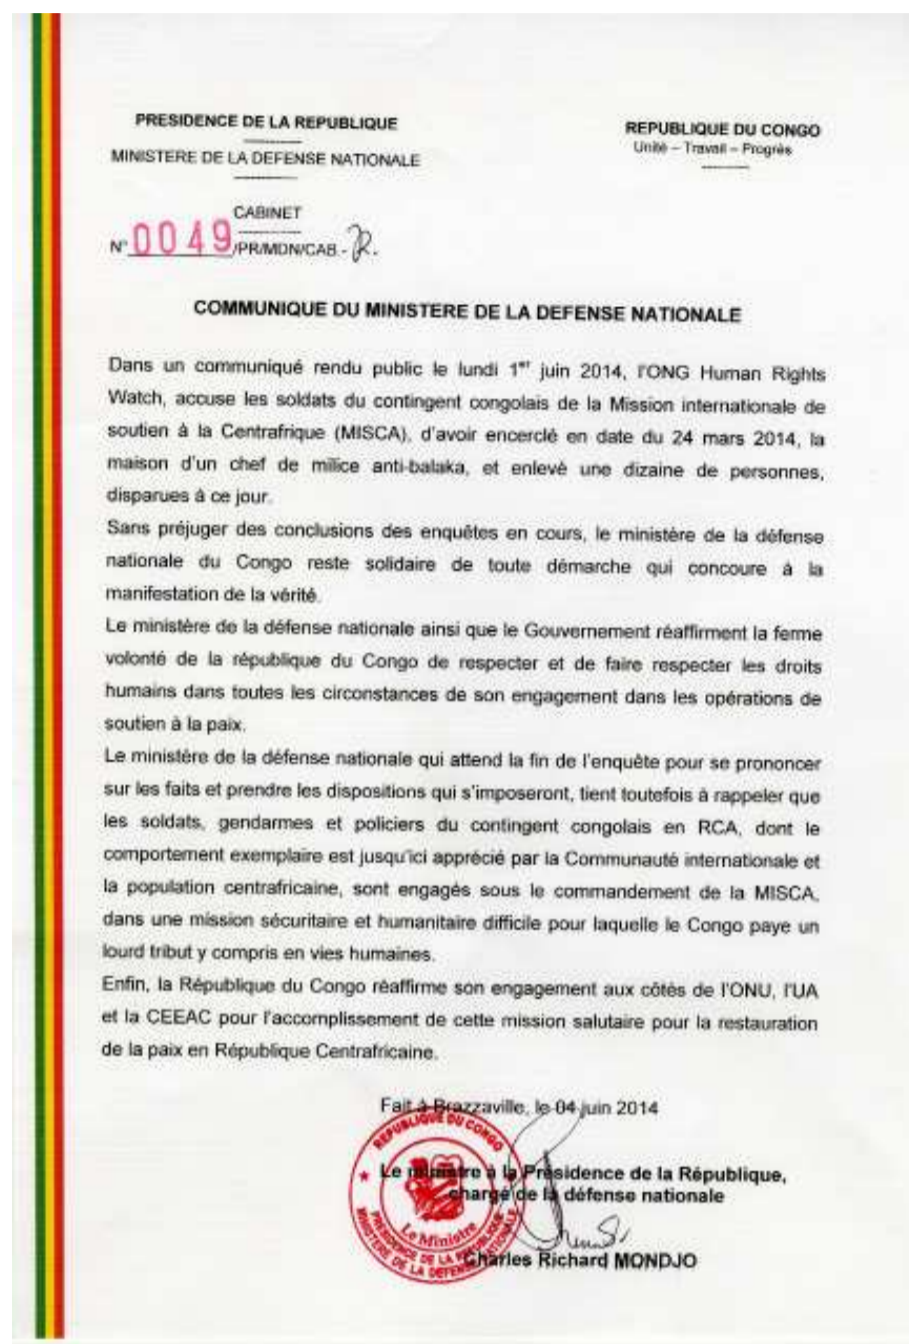 PRESIDENCE DE LA REPUBLIQUE
MINISTERE DE LA DEFENSE NATIONALE
CABINET
N° 0049/PR/MDN/CAB.-
REPUBLIQUE DU CONGO
Unité – Travail – Progrès
COMMUNIQUE DU MINISTERE DE LA DEFENSE NATIONALE
Dans un communiqué rendu public le lundi 1er juin 2014, l'ONG Human Rights
Watch, accuse les soldats du contingent congolais de la Mission internationale de
soutien à la Centrafrique (MISCA), d'avoir encerclé en date du 24 mars 2014, la
maison d'un chef de milice anti-balaka, et enlevé une dizaine de personnes,
disparues à ce jour.
Sans préjuger des conclusions des enquêtes en cours, le ministère de la défense
nationale du Congo reste solidaire de toute démarche qui concoure à la
manifestation de la vérité.
Le ministère de la défense nationale ainsi que le Gouvernement réaffirment la ferme
volonté de la république du Congo de respecter et de faire respecter les droits
humains dans toutes les circonstances de son engagement dans les opérations de
soutien à la paix.
Le ministère de la défense nationale qui attend la fin de l'enquête pour se prononcer
sur les faits et prendre les dispositions qui s'imposeront, tient toutefois à rappeler que
les soldats, gendarmes et policiers du contingent congolais en RCA, dont le
comportement exemplaire est jusqu'ici apprécié par la Communauté internationale et
la population centrafricaine, sont engagés sous le commandement de la MISCA,
dans une mission sécuritaire et humanitaire difficile pour laquelle le Congo paye un
lourd tribut y compris en vies humaines.
Enfin, la République du Congo réaffirme son engagement aux côtés de l'ONU, l'UA
et la CEEAC pour l'accomplissement de cette mission salutaire pour la restauration
de la paix en République Centrafricaine.
Fait à Brazzaville, le 04 juin 2014
Le ministre à la Présidence de la République,
chargé de la défense nationale
REPUBLIQUE DU CONGO
Le Ministre
PRESIDENCE DE LA REPUBLIQUE
MINISTERE DE LA DEFENSE NATIONALE
Charles Richard MONDJO